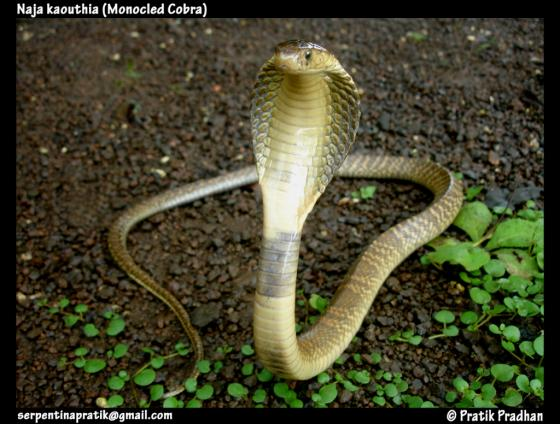 Naja kaouthia (Monocled Cobra)
serpentinapratik@gmail.com
© Pratik Pradhan